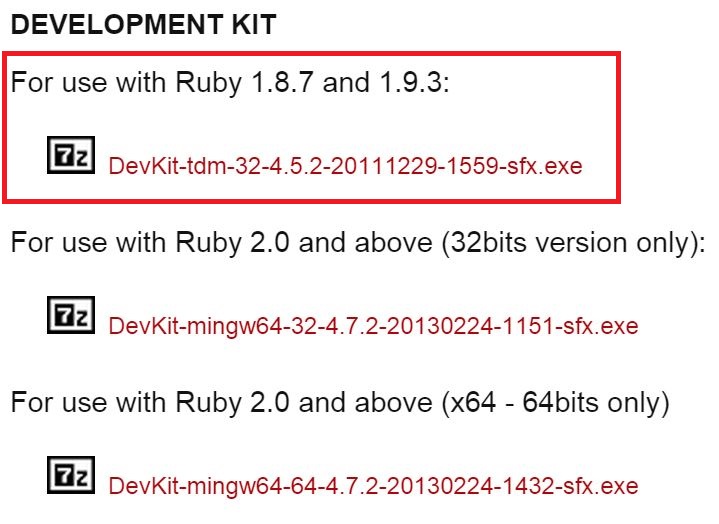 DEVELOPMENT KIT
For use with Ruby 1.8.7 and 1.9.3:
7z DevKit-tdm-32-4.5.2-20111229-1559-sfx.exe
For use with Ruby 2.0 and above (32bits version only):
7z DevKit-mingw64-32-4.7.2-20130224-1151-sfx.exe
For use with Ruby 2.0 and above (x64 - 64bits only)
7z DevKit-mingw64-64-4.7.2-20130224-1432-sfx.exe